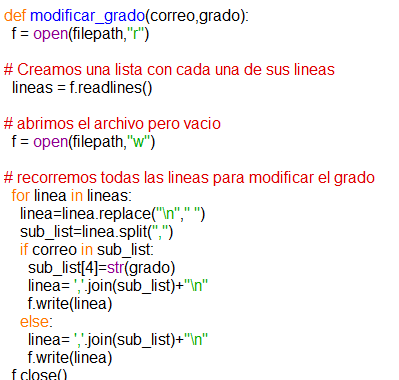 def modificar_grado(correo,grado):
f = open(filepath,"r")
# Creamos una lista con cada una de sus lineas
lineas = f.readlines()
# abrimos el archivo pero vacio
f = open(filepath,"w")
# recorremos todas las lineas para modificar el grado
for linea in lineas:
linea=linea.replace("\n"," ")
sub_list=linea.split(",")
if correo in sub_list:
sub_list[4]=str(grado)
linea= ','.join(sub_list)+"\n"
f.write(linea)
else:
linea= ','.join(sub_list)+"\n"
f.write(linea)
f.close()